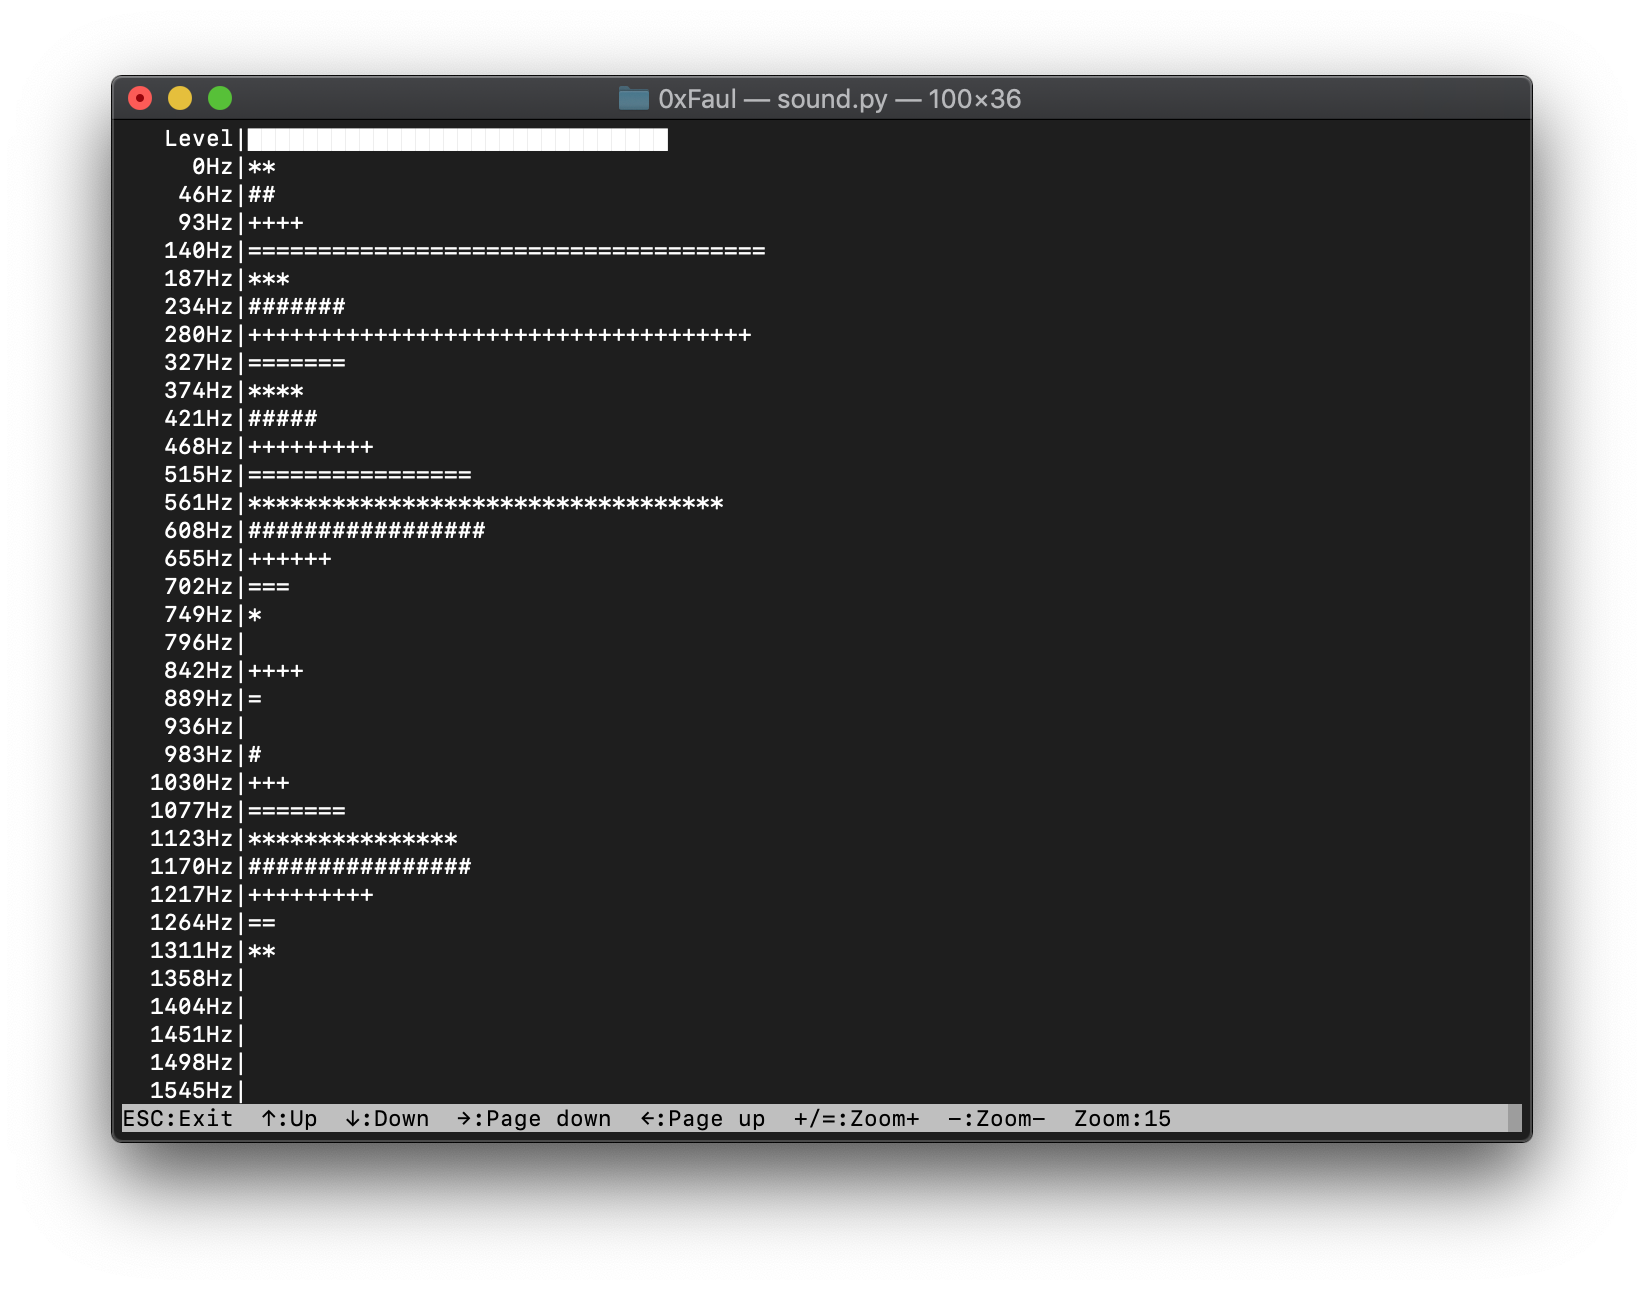 0xFaul — sound.py — 100×36
Level|██████████████████████████████
0Hz|**
46Hz|##
93Hz|++++
140Hz|=====================================
187Hz|***
234Hz|#######
280Hz|++++++++++++++++++++++++++++++++++++
327Hz|=======
374Hz|****
421Hz|#####
468Hz|+++++++++
515Hz|================
561Hz|**********************************
608Hz|#################
655Hz|++++++
702Hz|===
749Hz|*
796Hz|
842Hz|++++
889Hz|=
936Hz|
983Hz|#
1030Hz|+++
1077Hz|=======
1123Hz|***************
1170Hz|################
1217Hz|+++++++++
1264Hz|==
1311Hz|**
1358Hz|
1404Hz|
1451Hz|
1498Hz|
1545Hz|
ESC:Exit  ↑:Up  ↓:Down  →:Page down  ←:Page up  +/=:Zoom+  -:Zoom-  Zoom:15